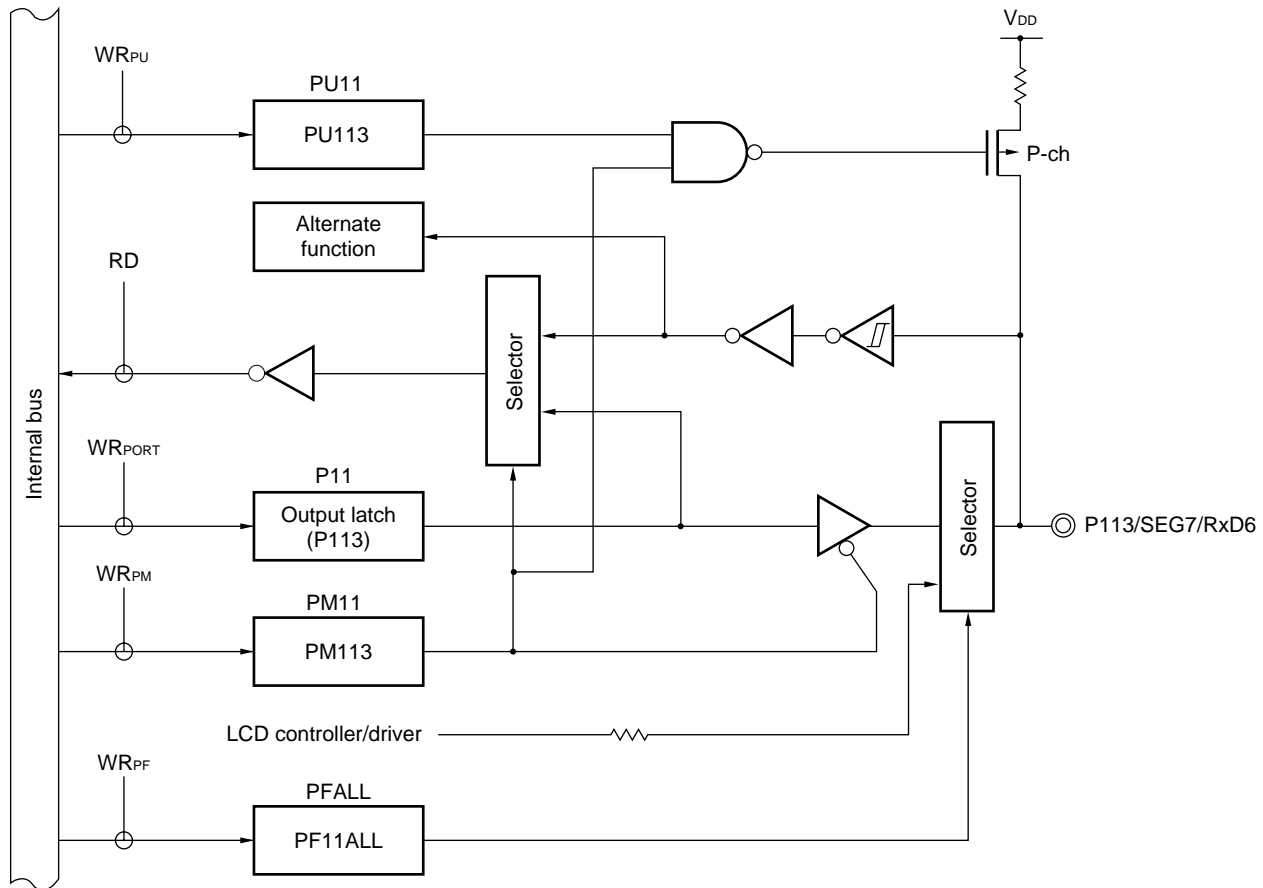 VDD
WRPU
PU11
PU113
P-ch
Alternate
function
RD
Selector
Internal bus
WRPORT
P11
Output latch
(P113)
Selector
P113/SEG7/RxD6
WRPM
PM11
PM113
LCD controller/driver
WRPF
PFALL
PF11ALL